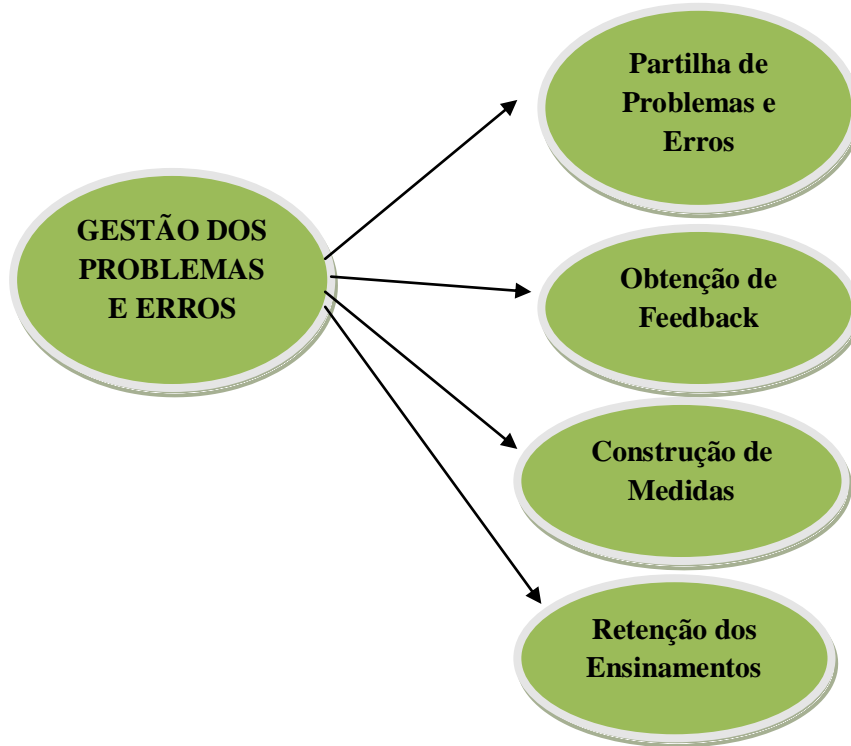 GESTÃO DOS
PROBLEMAS
E ERROS
Partilha de
Problemas e
Erros
Obtenção de
Feedback
Construção de
Medidas
Retenção dos
Ensinamentos